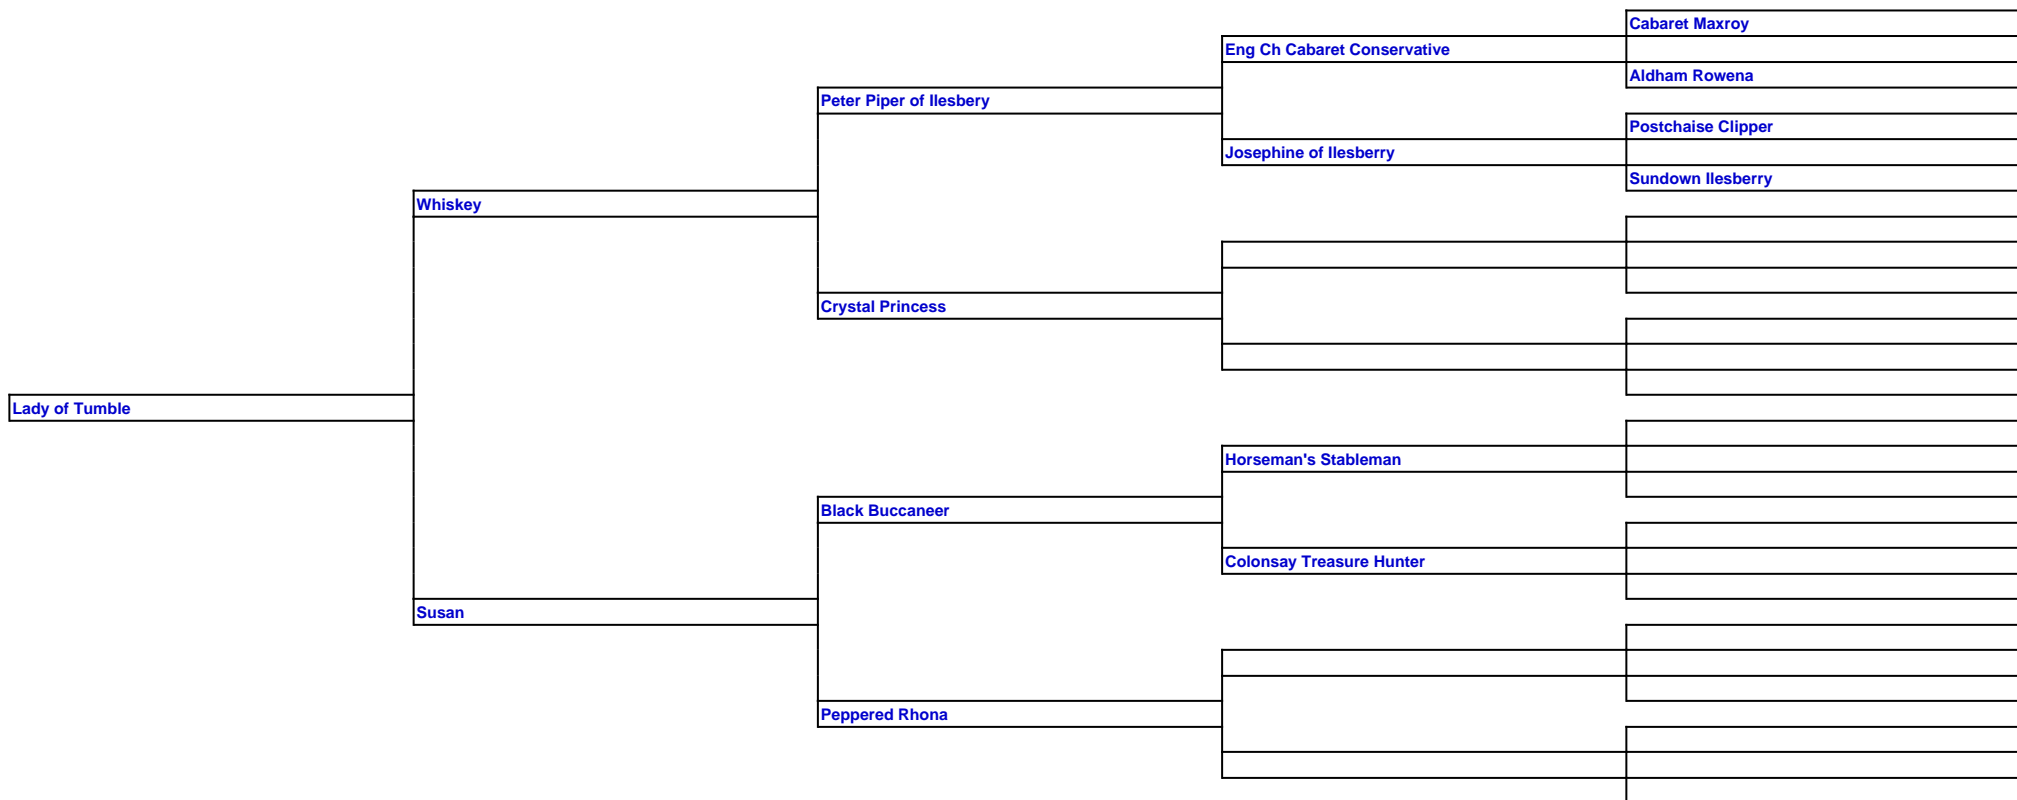 Cabaret Maxroy
Eng Ch Cabaret Conservative
Aldham Rowena
Peter Piper of Ilesbery
Postchaise Clipper
Josephine of Ilesberry
Sundown Ilesberry
Whiskey
Crystal Princess
Lady of Tumble
Horseman's Stableman
Black Buccaneer
Colonsay Treasure Hunter
Susan
Peppered Rhona